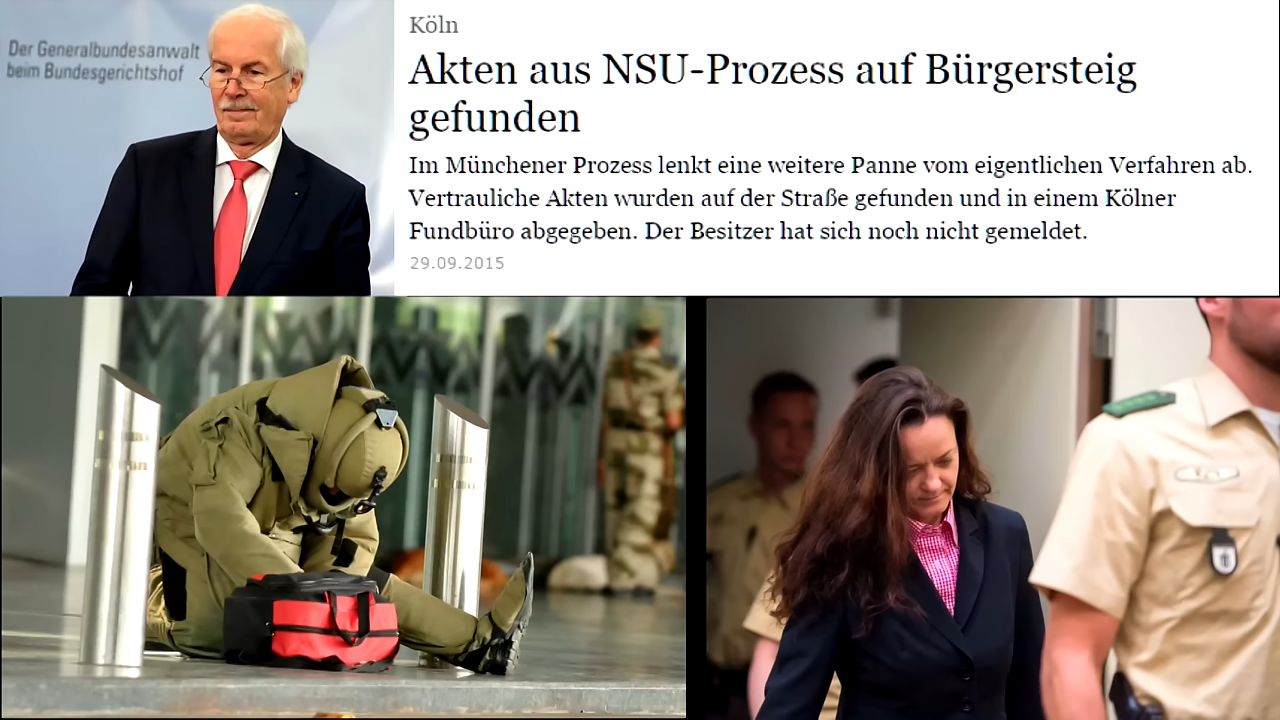 Der Generalbundesanwalt
beim Bundesgerichtshof
Köln
Akten aus NSU-Prozess auf Bürgersteig
gefunden
Im Münchener Prozess lenkt eine weitere Panne vom eigentlichen Verfahren ab.
Vertrauliche Akten wurden auf der Straße gefunden und in einem Kölner
Fundbüro abgegeben. Der Besitzer hat sich noch nicht gemeldet.
29.09.2015